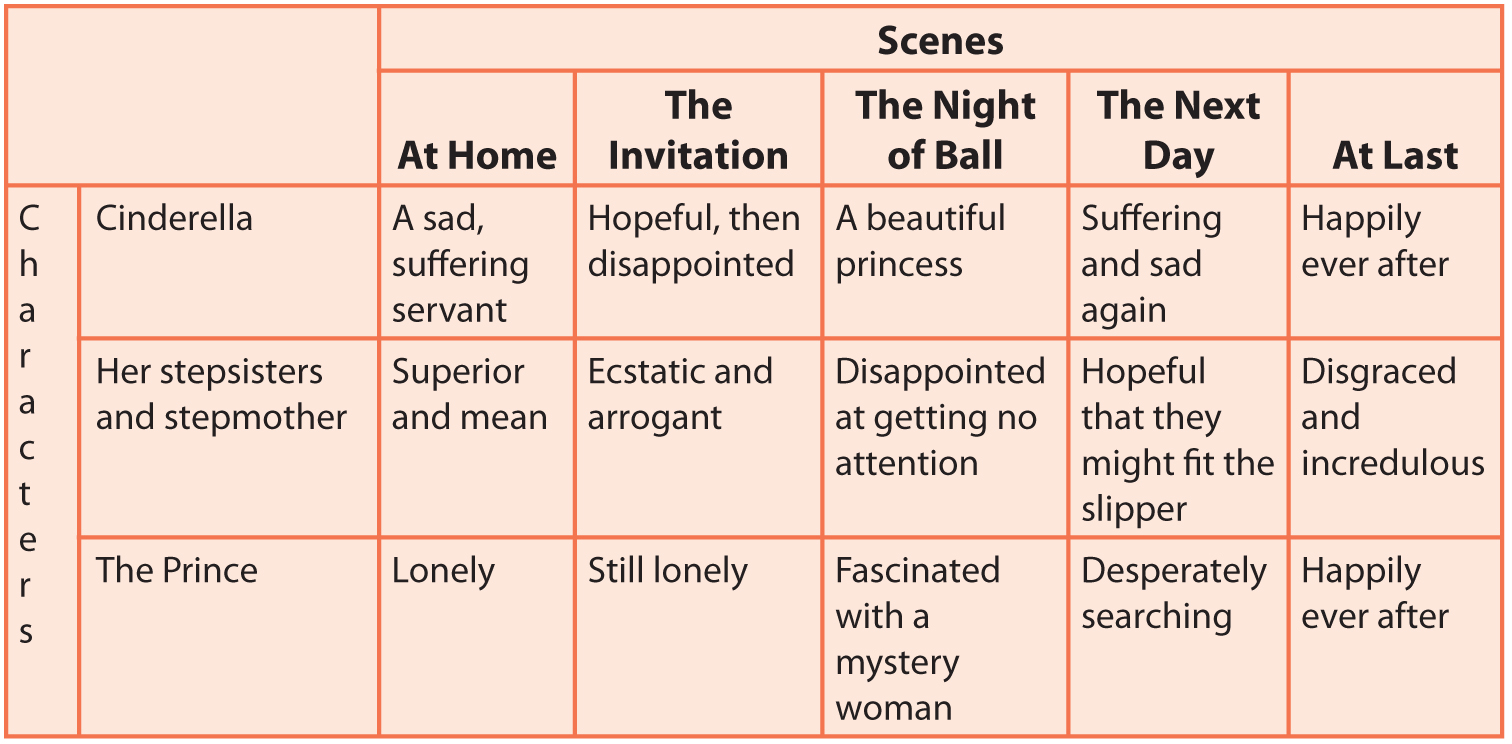 Scenes
At Home
The
Invitation
The Night
of Ball
The Next
Day
At Last
C
h
a
r
a
c
t
e
r
s
Cinderella
A sad,
suffering
servant
Hopeful, then
disappointed
A beautiful
princess
Suffering
and sad
again
Happily
ever after
Her stepsisters
and stepmother
Superior
and mean
Ecstatic and
arrogant
Disappointed
at getting no
attention
Hopeful
that they
might fit the
slipper
Disgraced
and
incredulous
The Prince
Lonely
Still lonely
Fascinated
with a
mystery
woman
Desperately
searching
Happily
ever after